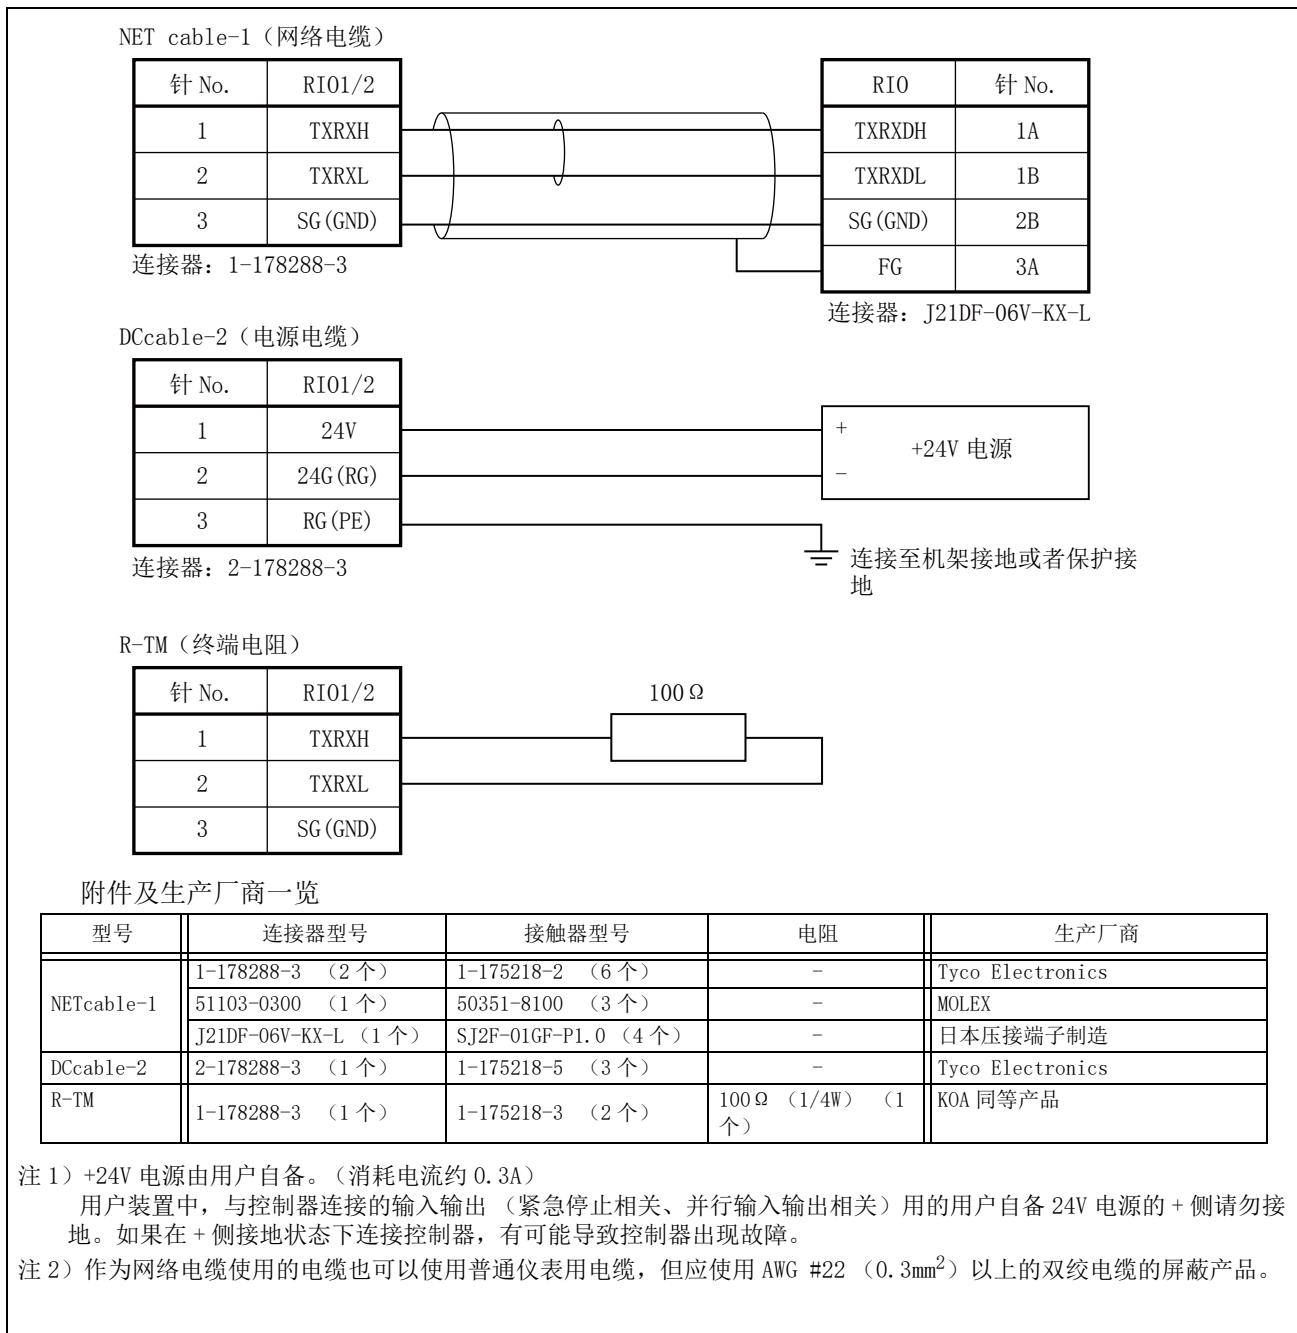 NET cable-1（网络电缆）
针 No. RIO1/2
1 TXRXH
2 TXRXL
3 SG(GND)
连接器：1-178288-3
RIO 针 No.
TXRXDH 1A
TXRXDL 1B
SG(GND) 2B
FG 3A
连接器：J21DF-06V-KX-L
DCcable-2（电源电缆）
针 No. RIO1/2
1 24V
2 24G(RG)
3 RG(PE)
连接器：2-178288-3
+
+24V 电源
-
连接至机架接地或者保护接
地
R-TM（终端电阻）
针 No. RIO1/2
1 TXRXH
2 TXRXL
3 SG(GND)
100Ω
附件及生产厂商一览
型号 连接器型号 接触器型号 电阻 生产厂商
NETcable-1 1-178288-3 （2个） 1-175218-2 （6个） - Tyco Electronics
51103-0300 （1个） 50351-8100 （3个） - MOLEX
J21DF-06V-KX-L （1个） SJ2F-01GF-P1.0 （4个） - 日本压接端子制造
DCcable-2 2-178288-3 （1个） 1-175218-5 （3个） - Tyco Electronics
R-TM 1-178288-3 （1个） 1-175218-3 （2个） 100Ω （1/4W） （1 KOA 同等产品
个）
注 1）+24V 电源由用户自备。（消耗电流约 0.3A）
用户装置中，与控制器连接的输入输出 （紧急停止相关、并行输入输出相关）用的用户自备 24V 电源的 + 侧请勿接
地。如果在 + 侧接地状态下连接控制器，有可能导致控制器出现故障。
注 2）作为网络电缆使用的电缆也可以使用普通仪表用电缆，但应使用 AWG #22 （0.3mm²）以上的双绞电缆的屏蔽产品。